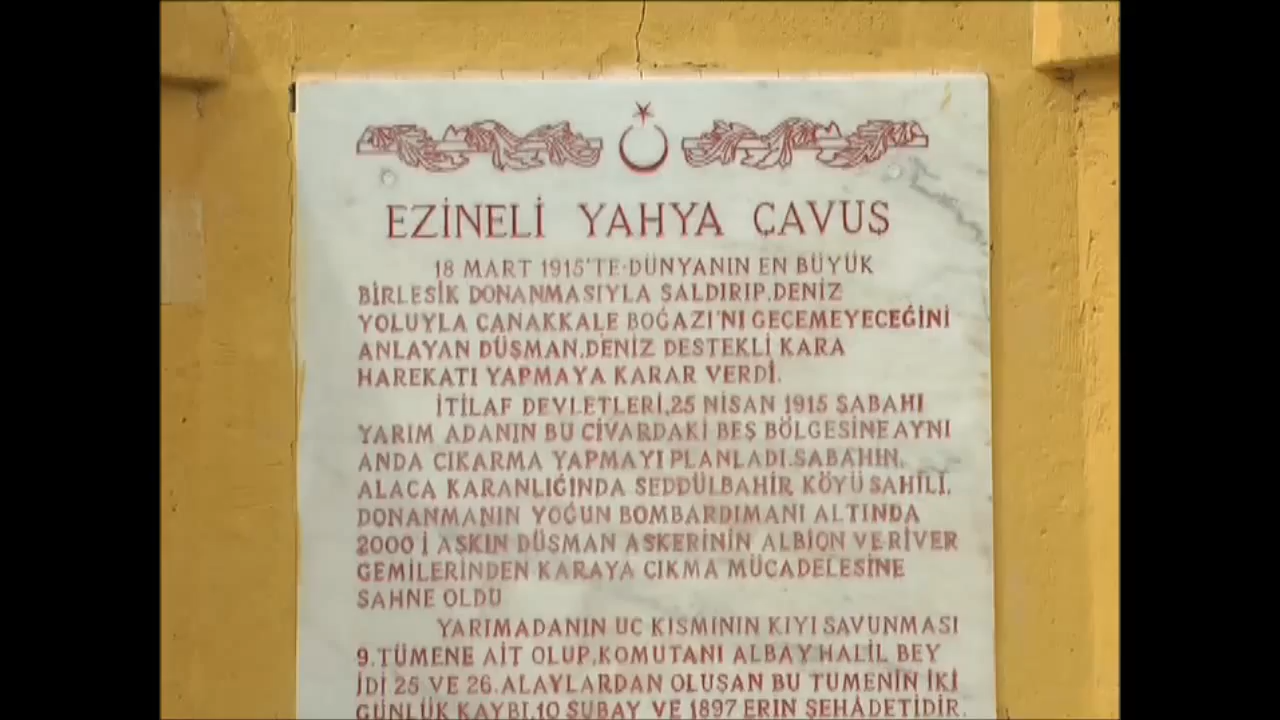 EZİNELİ YAHYA ÇAVUŞ
18 MART 1915'TE DÜNYANIN EN BÜYÜK
BİRLEŞİK DONANMASIYLA SALDIRIP,DENİZ
YOLUYLA ÇANAKKALE BOĞAZI'NI GEÇEMEYECEĞİNİ
ANLAYAN DÜŞMAN,DENİZ DESTEKLİ KARA
HAREKATI YAPMAYA KARAR VERDİ.
İTİLAF DEVLETLERİ,25 NİSAN 1915 SABAHI
YARIM ADANIN BU CİVARDAKİ BEŞ BÖLGESİNE AYNI
ANDA ÇIKARMA YAPMAYI PLANLADI.SABAHIN,
ALACA KARANLIĞINDA SEDDÜLBAHİR KÖYÜ SAHİLİ,
DONANMANIN YOĞUN BOMBARDIMANI ALTINDA
2000 İ AŞKIN DÜŞMAN ASKERİNİN ALBION VE RİVER
GEMİLERİNDEN KARAYA ÇIKMA MÜCADELESİNE
SAHNE OLDU
YARIMADANIN UÇ KISMININ KIYI SAVUNMASI
9.TÜMENE AİT OLUP,KOMUTANI ALBAY HALİL BEY
İDİ 25 VE 26.ALAYLARDAN OLUŞAN BU TÜMENİN İKİ
GÜNLÜK KAYBI,10 SUBAY VE 1897 ERİN ŞEHADETİDİR.